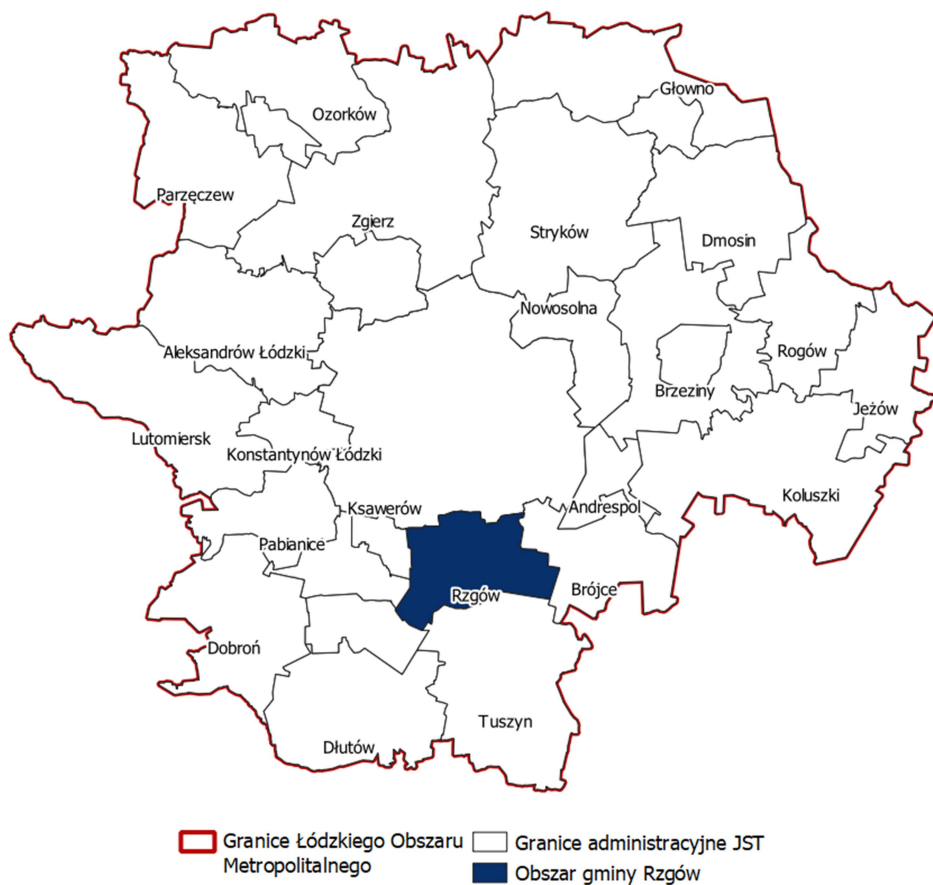 Głowno
Ozorków
Parzęczew
Zgierz
Stryków
Dmosin
Nowosolna
Aleksandrów Łódzki
Rogów
Brzeziny
Jeżów
Lutomiersk
Konstantynów Łódzki
Koluszki
Ksawerów
Andrespol
Pabianice
Brójce
Rzgów
Dobroń
Tuszyn
Dłutów
Granice Łódzkiego Obszaru
Metropolitalnego
Granice administracyjne JST
Obszar gminy Rzgów